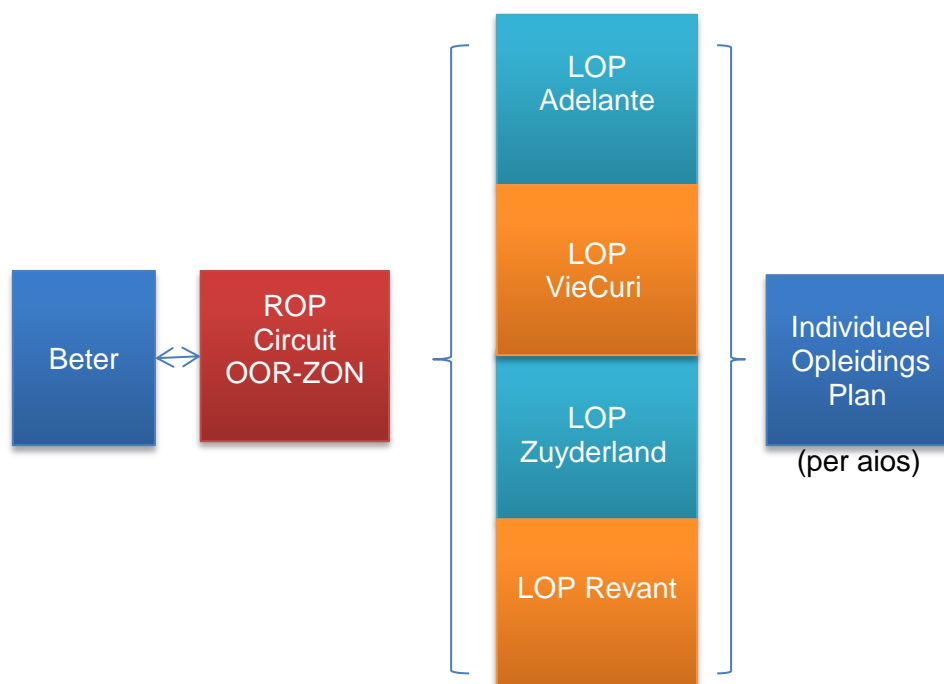 Beter
ROP
Circuit
OOR-ZON
LOP
Adelante
LOP
VieCuri
LOP
Zuyderland
LOP Revant
Individueel
Opleidings
Plan
(per aios)